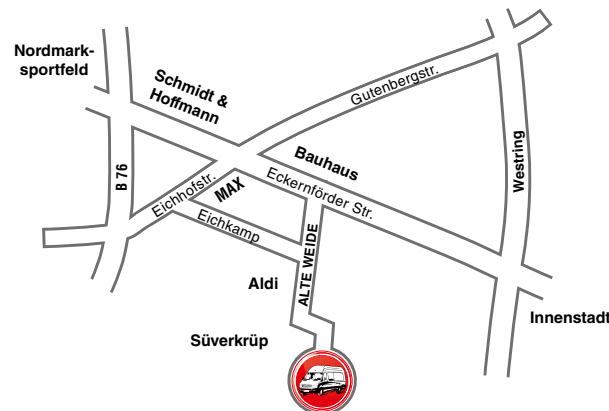 Nordmark-
sportfeld
Schmidt &
Hoffmann
Gutenbergstr.
Bauhaus
Eckernförder Str.
Westring
B 76
Eichhofstr.
MAX
Eichkamp
ALTE WEIDE
Aldi
Innenstadt
Süverkrüp